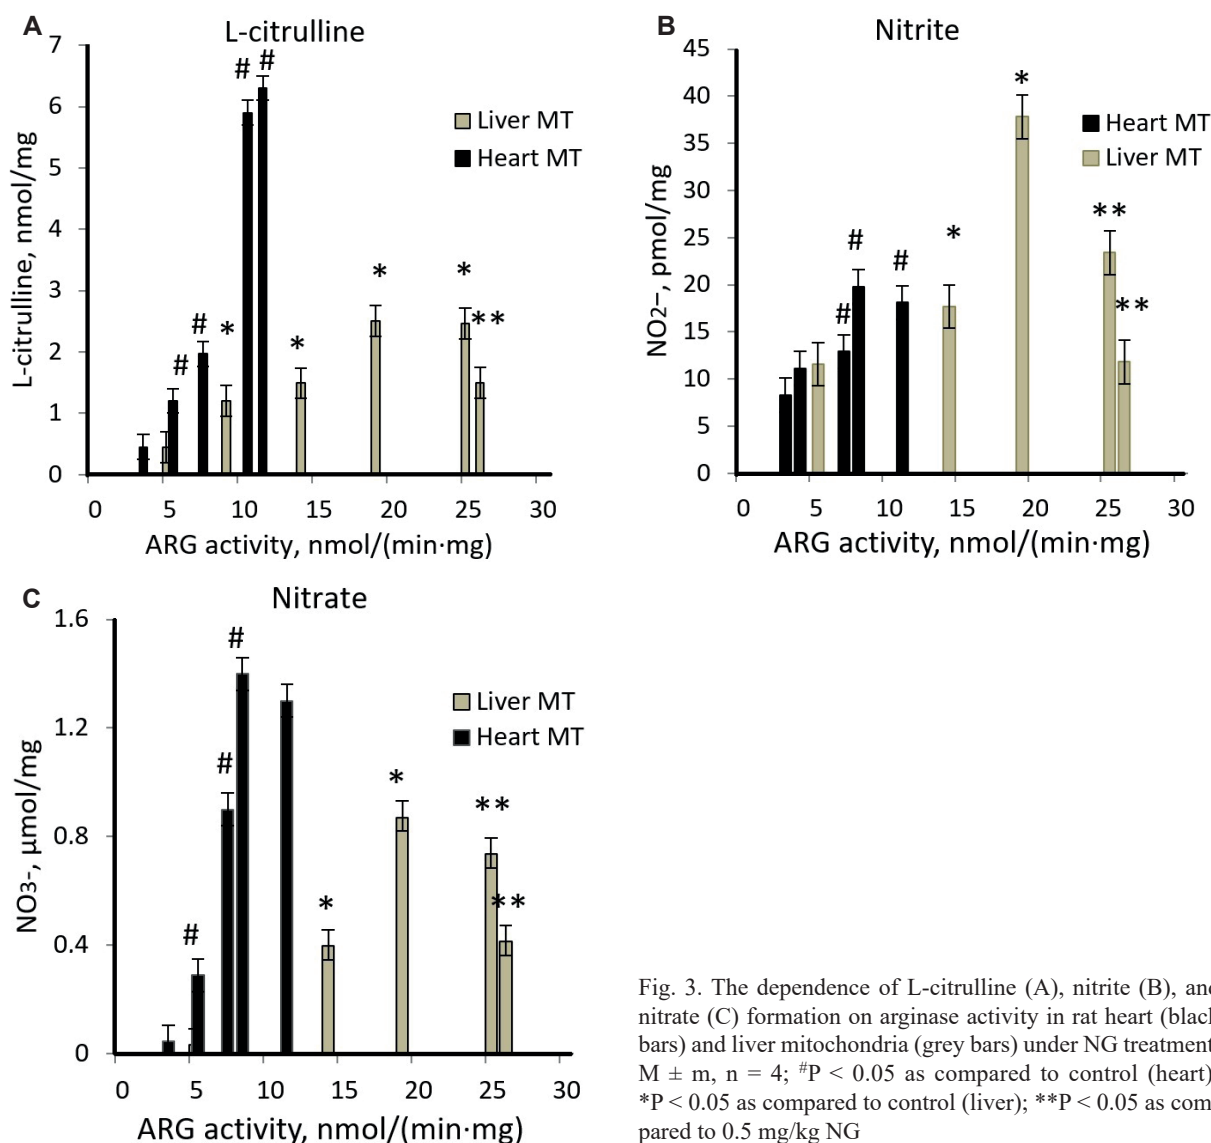 A
L-citrulline
7
6
5
4
3
2
1
0
L-citrulline, nmol/mg
# #
# # * * * * **
Liver MT
Heart MT
0 5 10 15 20 25 30
ARG activity, nmol/(min·mg)
B
Nitrite
45
40
35
30
25
20
15
10
5
0
NO2−, pmol/mg
# # # * * ** **
Heart MT
Liver MT
0 5 10 15 20 25 30
ARG activity, nmol/(min·mg)
C
Nitrate
1.6
1.2
0.8
0.4
0
NO3-, µmol/mg
# # # * * ** **
Liver MT
Heart MT
0 5 10 15 20 25 30
ARG activity, nmol/(min·mg)
Fig. 3. The dependence of L-citrulline (A), nitrite (B), and
nitrate (C) formation on arginase activity in rat heart (black
bars) and liver mitochondria (grey bars) under NG treatment
M ± m, n = 4; #P < 0.05 as compared to control (heart)
*P < 0.05 as compared to control (liver); **P < 0.05 as com
pared to 0.5 mg/kg NG